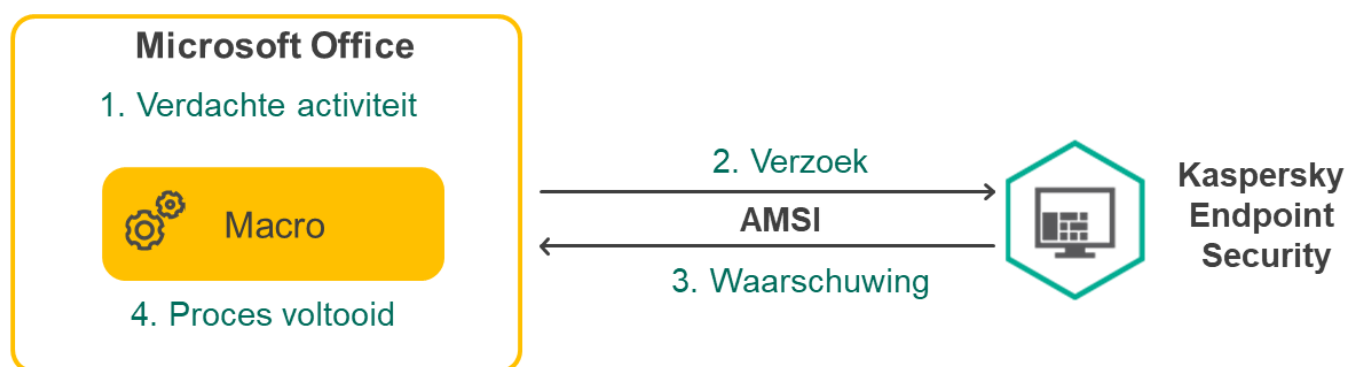 Microsoft Office
1. Verdachte activiteit
Macro
4. Proces voltooid
2. Verzoek
AMSI
3. Waarschuwing
Kaspersky
Endpoint
Security